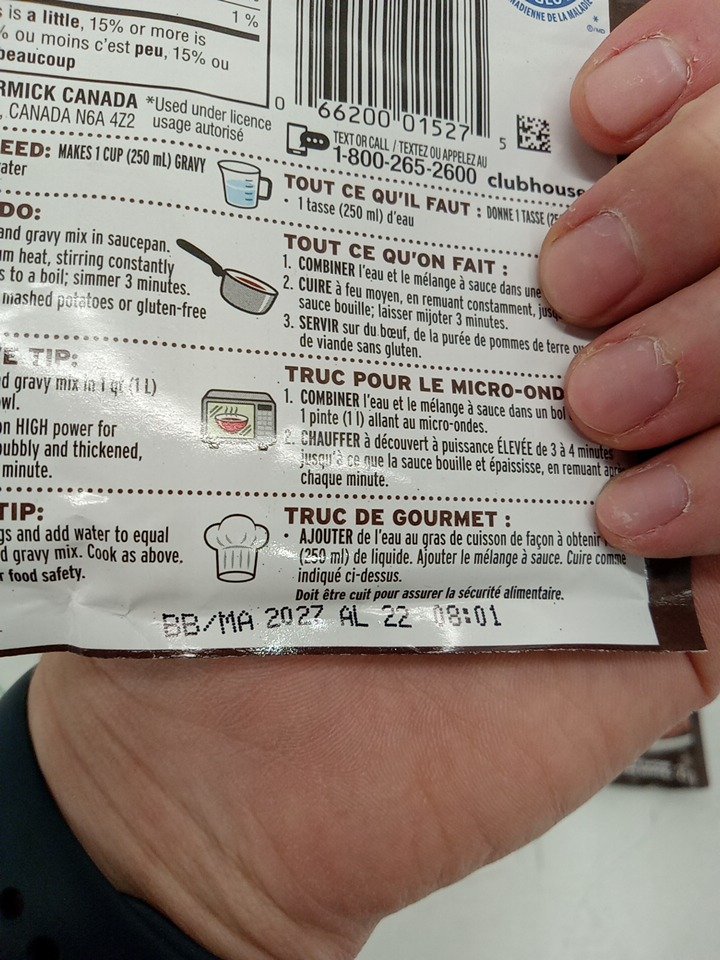 1 %
is a little, 15% or more is
ou moins c'est peu, 15% ou
beaucoup
ADIENNE DE LA MALADIE
*
®/MD
RMICK CANADA
, CANADA N6A 4Z2
*Used under licence
usage autorisé
0 66200 01527 5
TEXT OR CALL / TEXTEZ OU APPELEZ AU
1-800-265-2600 clubhouse
EED: MAKES 1 CUP (250 mL) GRAVY
ater
TOUT CE QU'IL FAUT : DONNE 1 TASSE (25
• 1 tasse (250 ml) d'eau
DO:
and gravy mix in saucepan.
m heat, stirring constantly
s to a boil; simmer 3 minutes.
mashed potatoes or gluten-free
TOUT CE QU'ON FAIT :
1. COMBINER l'eau et le mélange à sauce dans une
2. CUIRE à feu moyen, en remuant constamment, jusq
sauce bouille; laisser mijoter 3 minutes.
3. SERVIR sur du bœuf, de la purée de pommes de terre ou
de viande sans gluten.
E TIP:
d gravy mix in 1 qt (1 L)
wl.
on HIGH power for
bubbly and thickened,
minute.
TRUC POUR LE MICRO-OND
1. COMBINER l'eau et le mélange à sauce dans un bol
1 pinte (1 l) allant au micro-ondes.
2. CHAUFFER à découvert à puissance ÉLEVÉE de 3 à 4 minutes
jusqu'à ce que la sauce bouille et épaississe, en remuant après
chaque minute.
TIP:
gs and add water to equal
d gravy mix. Cook as above.
r food safety.
TRUC DE GOURMET :
• AJOUTER de l'eau au gras de cuisson de façon à obtenir
(250 ml) de liquide. Ajouter le mélange à sauce. Cuire comme
indiqué ci-dessus.
Doit être cuit pour assurer la sécurité alimentaire.
BB/MA 2027 AL 22 08:01